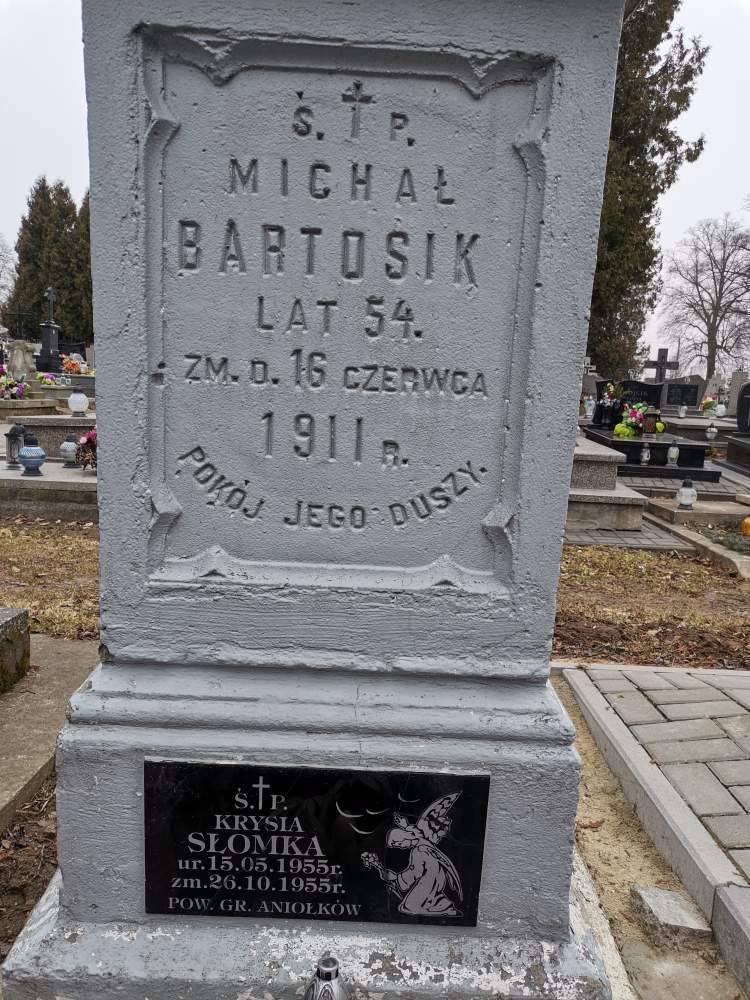 Ś. P.
MICHAŁ
BARTOSIK
LAT 54.
ZM. D. 16 CZERWCA
1911 R.
POKÓJ JEGO DUSZY.
Ś.P.
KRYSIA
SŁOMKA
ur.15.05.1955r.
zm.26.10.1955r.
POW. GR. ANIOŁKÓW